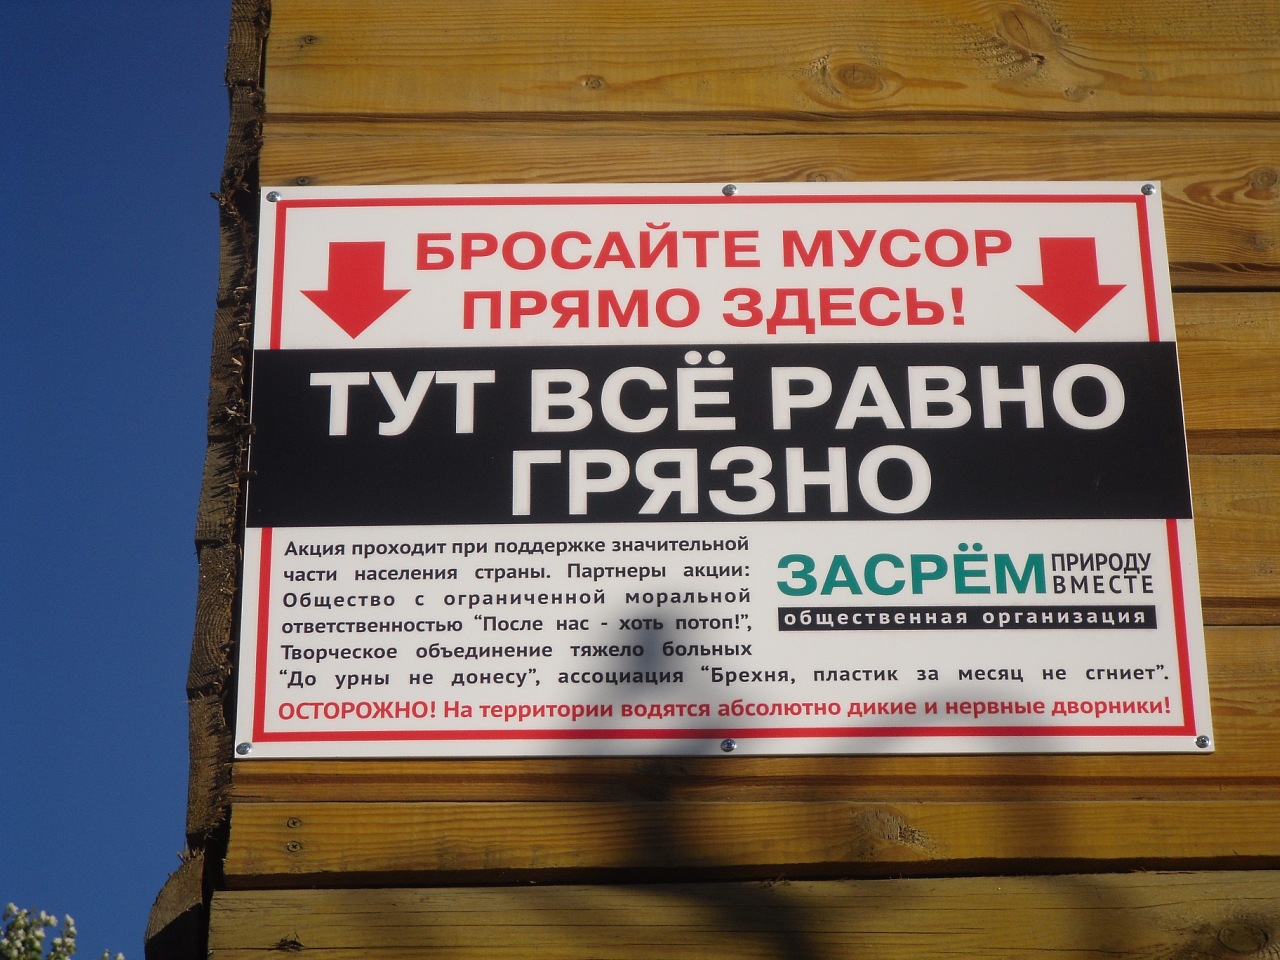 БРОСАЙТЕ МУСОР
ПРЯМО ЗДЕСЬ!
ТУТ ВСЁ РАВНО
ГРЯЗНО
Акция проходит при поддержке значительной
части населения страны. Партнеры акции:
Общество с ограниченной моральной
ответственностью “После нас - хоть потоп!”,
Творческое объединение тяжело больных
“До урны не донесу”, ассоциация “Брехня, пластик за месяц не сгниет”.
ЗАСРЁМ ПРИРОДУ
ВМЕСТЕ
общественная организация
ОСТОРОЖНО! На территории водятся абсолютно дикие и нервные дворники!